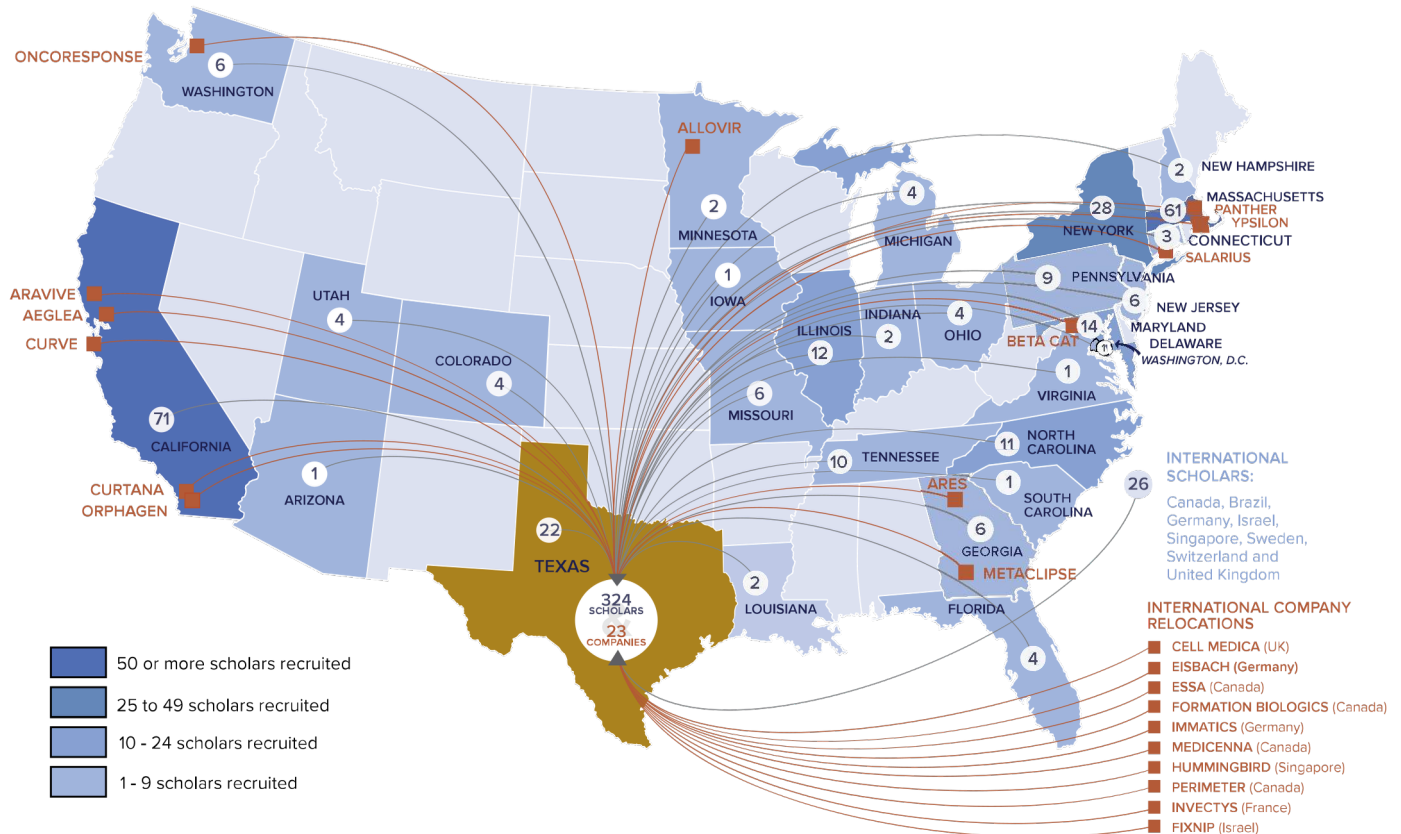 ONCORESPONSE
6
WASHINGTON
ALLOVIR
2
MINNESOTA
4
MICHIGAN
2
NEW HAMPSHIRE
28
NEW YORK
61
MASSACHUSETTS
PANTHER
YPSILON
3
CONNECTICUT
SALARIUS
1
IOWA
9
PENNSYLVANIA
6
NEW JERSEY
ARAVIVE
AEGLEA
CURVE
UTAH
4
COLORADO
4
ILLINOIS
12
INDIANA
2
4
OHIO
BETA CAT
14
MARYLAND
DELAWARE
WASHINGTON, D.C.
1
VIRGINIA
6
MISSOURI
71
CALIFORNIA
1
ARIZONA
CURTANA
ORPHAGEN
10
TENNESSEE
11
NORTH
CAROLINA
1
SOUTH
CAROLINA
ARES
6
GEORGIA
METACLIPSE
22
TEXAS
2
LOUISIANA
FLORIDA
4
324
SCHOLARS
&
23
COMPANIES
26
INTERNATIONAL
SCHOLARS:
Canada, Brazil,
Germany, Israel,
Singapore, Sweden,
Switzerland and
United Kingdom
INTERNATIONAL COMPANY
RELOCATIONS
CELL MEDICA (UK)
EISBACH (Germany)
ESSA (Canada)
FORMATION BIOLOGICS (Canada)
IMMATICS (Germany)
MEDICENNA (Canada)
HUMMINGBIRD (Singapore)
PERIMETER (Canada)
INVECTYS (France)
FIXNIP (Israel)
50 or more scholars recruited
25 to 49 scholars recruited
10 - 24 scholars recruited
1 - 9 scholars recruited